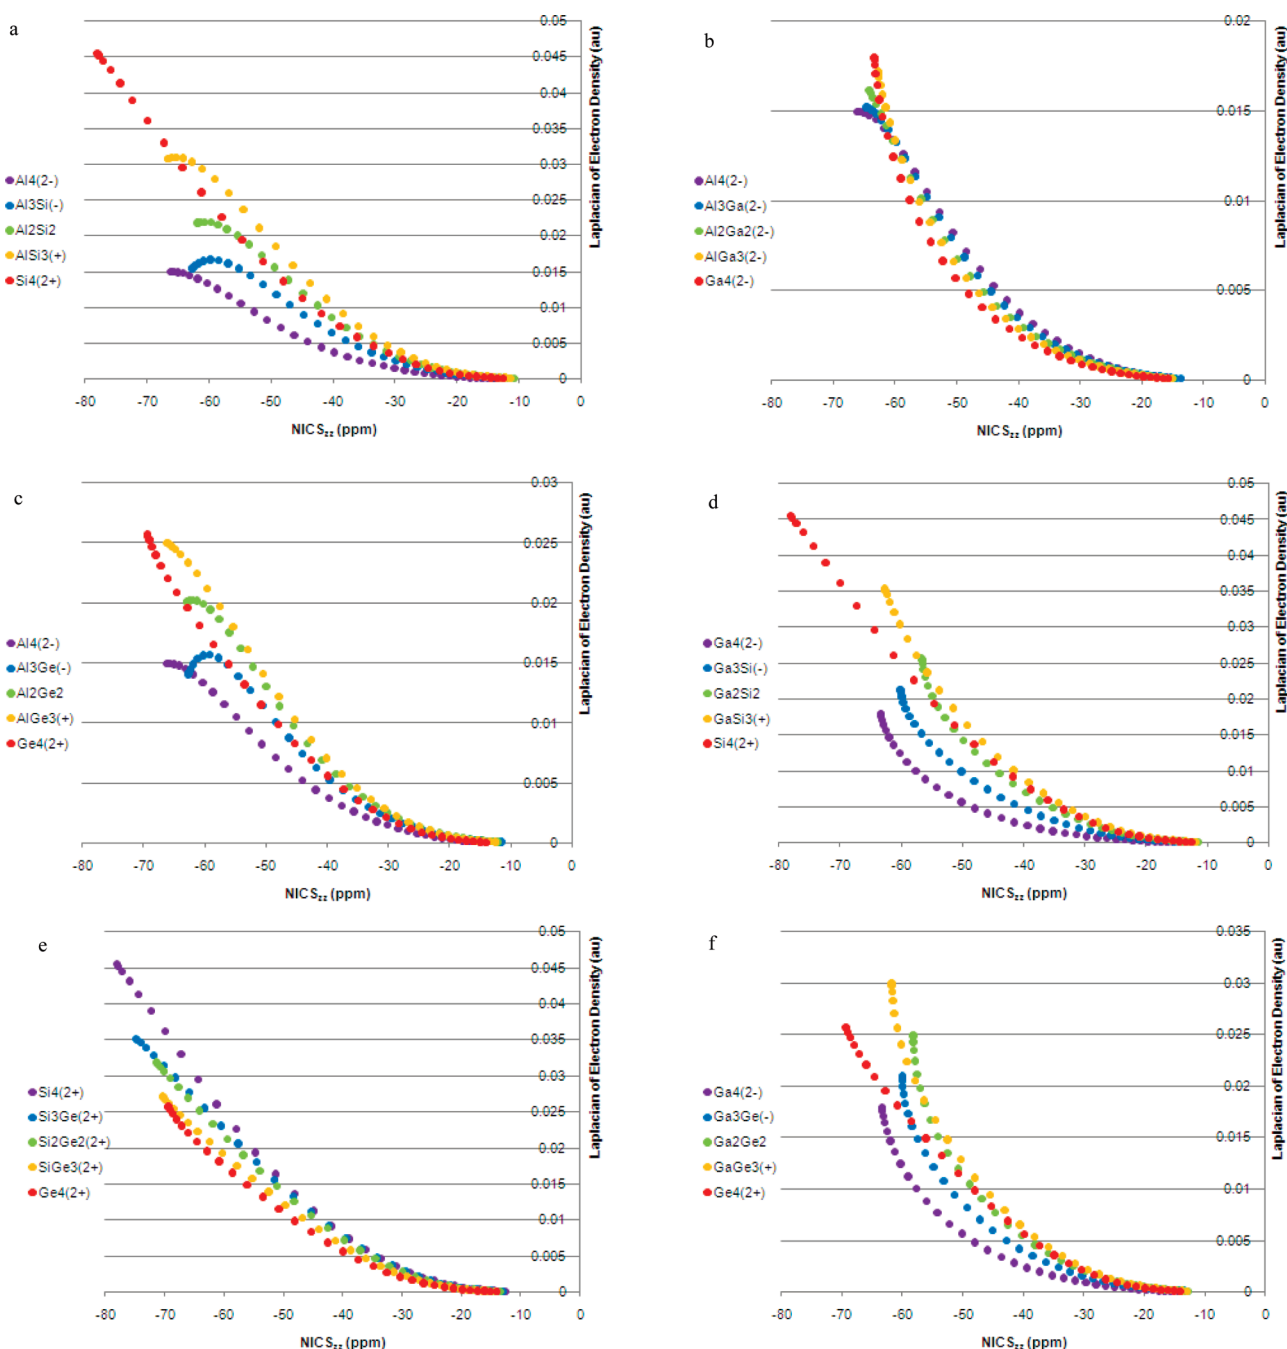 a
0.05
0.045
0.04
0.035
0.03
0.025
0.02
0.015
0.01
0.005
0
Laplacian of Electron Density (au)
Al4(2-)
Al3Si(-)
Al2Si2
AlSi3(+)
Si4(2+)
-80 -70 -60 -50 -40 -30 -20 -10 0
NICSzz (ppm)
b
0.02
0.015
0.01
0.005
0
Laplacian of Electron Density (au)
Al4(2-)
Al3Ga(2-)
Al2Ga2(2-)
AlGa3(2-)
Ga4(2-)
-80 -70 -60 -50 -40 -30 -20 -10 0
NICSzz (ppm)
c
0.03
0.025
0.02
0.015
0.01
0.005
0
Laplacian of Electron Density (au)
Al4(2-)
Al3Ge(-)
Al2Ge2
AlGe3(+)
Ge4(2+)
-80 -70 -60 -50 -40 -30 -20 -10 0
NICSzz (ppm)
d
0.05
0.045
0.04
0.035
0.03
0.025
0.02
0.015
0.01
0.005
0
Laplacian of Electron Density (au)
Ga4(2-)
Ga3Si(-)
Ga2Si2
GaSi3(+)
Si4(2+)
-80 -70 -60 -50 -40 -30 -20 -10 0
NICSzz (ppm)
e
0.05
0.045
0.04
0.035
0.03
0.025
0.02
0.015
0.01
0.005
0
Laplacian of Electron Density (au)
Si4(2+)
Si3Ge(2+)
Si2Ge2(2+)
SiGe3(2+)
Ge4(2+)
-80 -70 -60 -50 -40 -30 -20 -10 0
NICSzz (ppm)
f
0.035
0.03
0.025
0.02
0.015
0.01
0.005
0
Laplacian of Electron Density (au)
Ga4(2-)
Ga3Ge(-)
Ga2Ge2
GaGe3(+)
Ge4(2+)
-80 -70 -60 -50 -40 -30 -20 -10 0
NICSzz (ppm)